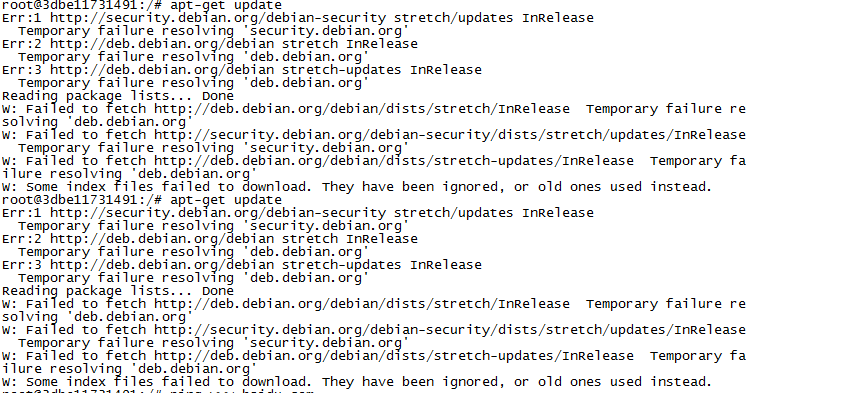 root@3dbe11731491:/# apt-get update
Err:1 http://security.debian.org/debian-security stretch/updates InRelease
  Temporary failure resolving 'security.debian.org'
Err:2 http://deb.debian.org/debian stretch InRelease
  Temporary failure resolving 'deb.debian.org'
Err:3 http://deb.debian.org/debian stretch-updates InRelease
  Temporary failure resolving 'deb.debian.org'
Reading package lists... Done
W: Failed to fetch http://deb.debian.org/debian/dists/stretch/InRelease  Temporary failure re
solving 'deb.debian.org'
W: Failed to fetch http://security.debian.org/debian-security/dists/stretch/updates/InRelease
  Temporary failure resolving 'security.debian.org'
W: Failed to fetch http://deb.debian.org/debian/dists/stretch-updates/InRelease  Temporary fa
ilure resolving 'deb.debian.org'
W: Some index files failed to download. They have been ignored, or old ones used instead.
root@3dbe11731491:/# apt-get update
Err:1 http://security.debian.org/debian-security stretch/updates InRelease
  Temporary failure resolving 'security.debian.org'
Err:2 http://deb.debian.org/debian stretch InRelease
  Temporary failure resolving 'deb.debian.org'
Err:3 http://deb.debian.org/debian stretch-updates InRelease
  Temporary failure resolving 'deb.debian.org'
Reading package lists... Done
W: Failed to fetch http://deb.debian.org/debian/dists/stretch/InRelease  Temporary failure re
solving 'deb.debian.org'
W: Failed to fetch http://security.debian.org/debian-security/dists/stretch/updates/InRelease
  Temporary failure resolving 'security.debian.org'
W: Failed to fetch http://deb.debian.org/debian/dists/stretch-updates/InRelease  Temporary fa
ilure resolving 'deb.debian.org'
W: Some index files failed to download. They have been ignored, or old ones used instead.